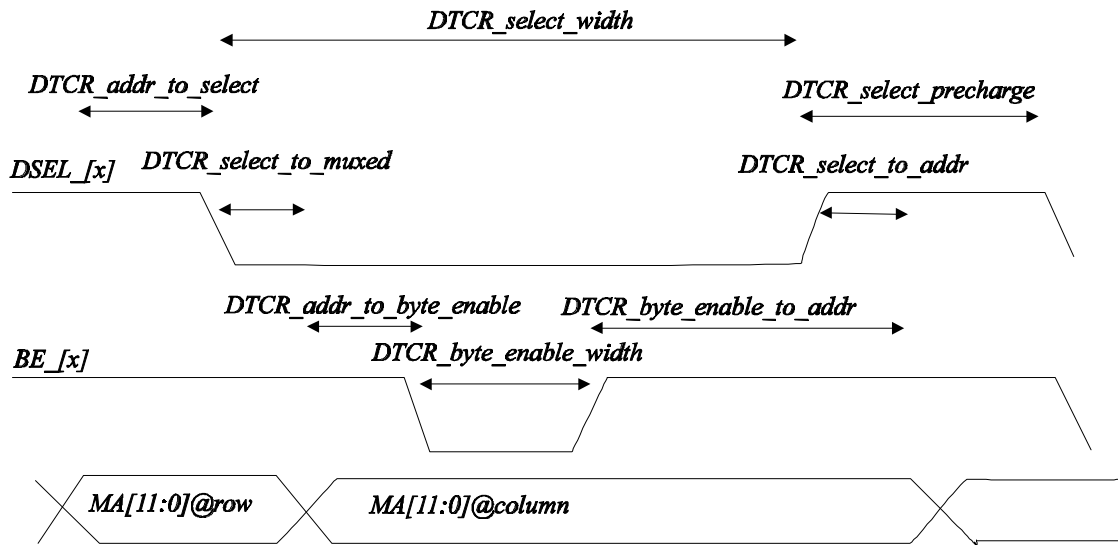 DTCR_select_width
DTCR_addr_to_select
DTCR_select_precharge
DTCR_select_to_muxed
DTCR_select_to_addr
DSEL_[x]
DTCR_addr_to_byte_enable
DTCR_byte_enable_to_addr
DTCR_byte_enable_width
BE_[x]
MA[11:0]@row
MA[11:0]@column